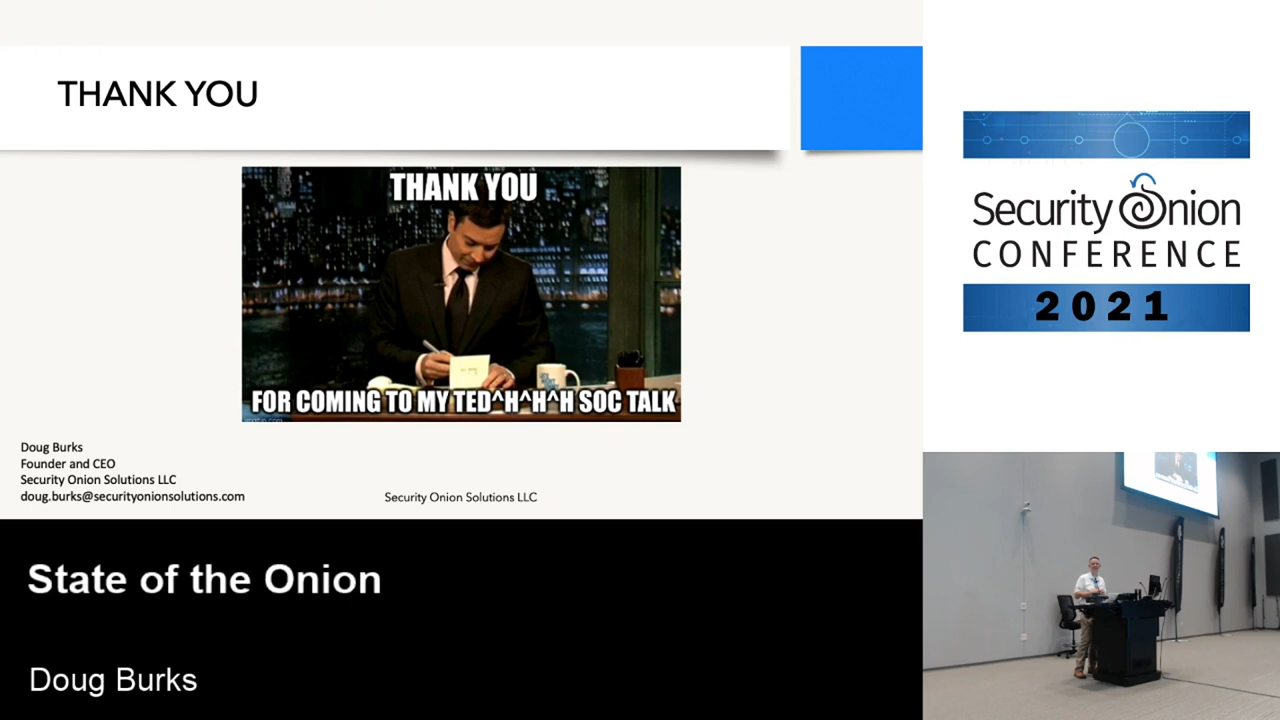 THANK YOU
THANK YOU
FOR COMING TO MY TED^H^H^H SOC TALK
imgflip.com
Doug Burks
Founder and CEO
Security Onion Solutions LLC
doug.burks@securityonionsolutions.com
Security Onion Solutions LLC
State of the Onion
Doug Burks
Security Onion
CONFERENCE
2021